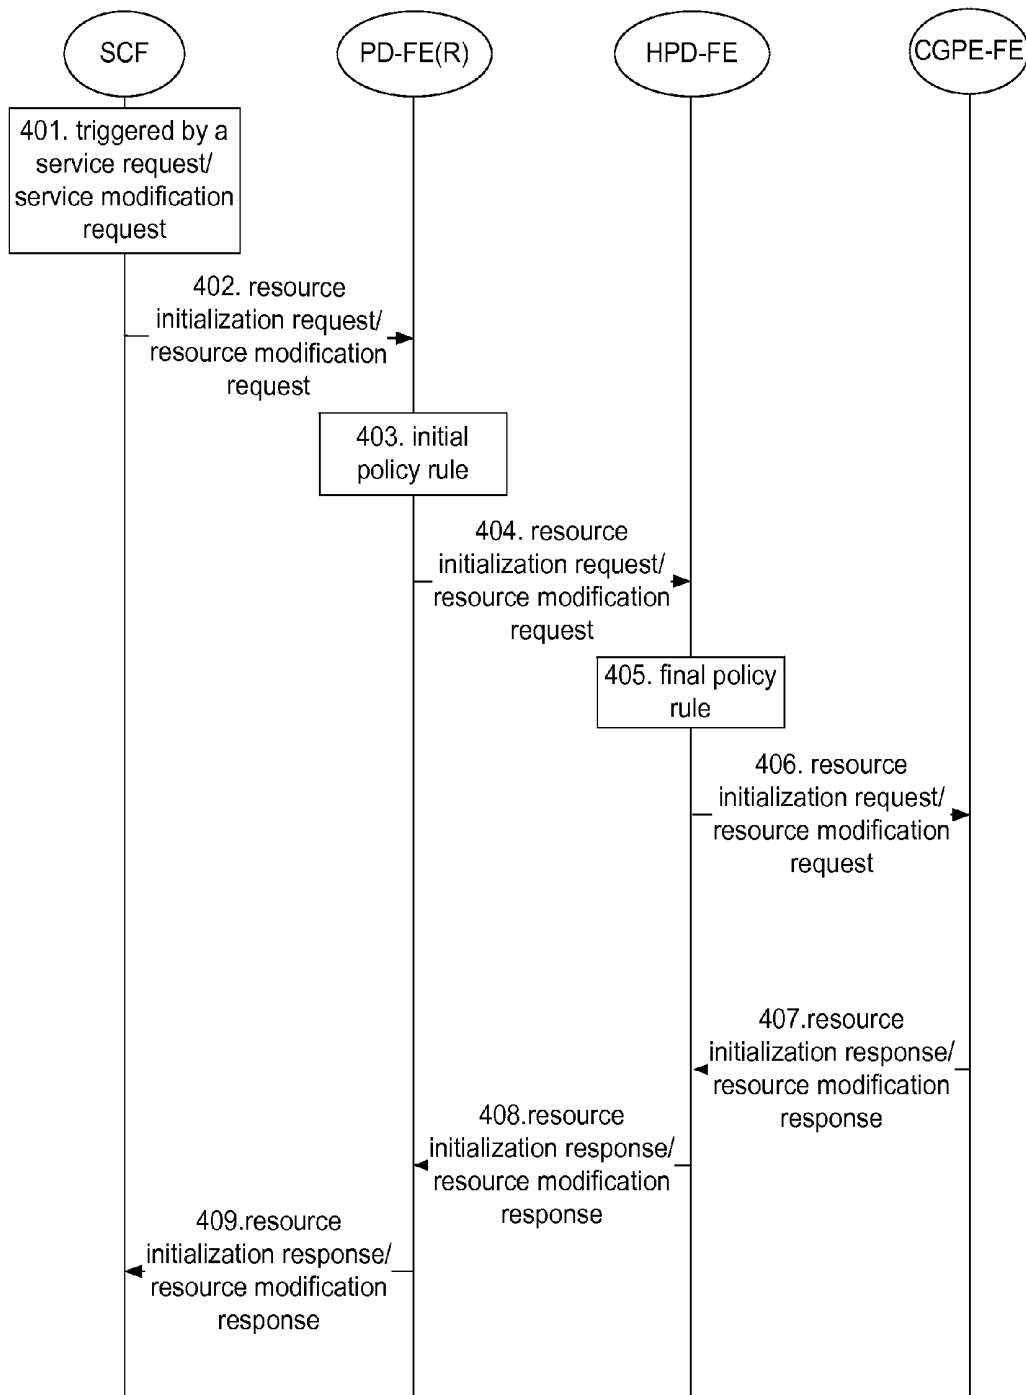 SCF
PD-FE(R)
HPD-FE
CGPE-FE
401. triggered by a
service request/
service modification
request
402. resource
initialization request/
resource modification
request
403. initial
policy rule
404. resource
initialization request/
resource modification
request
405. final policy
rule
406. resource
initialization request/
resource modification
request
407.resource
initialization response/
resource modification
response
408.resource
initialization response/
resource modification
response
409.resource
initialization response/
resource modification
response